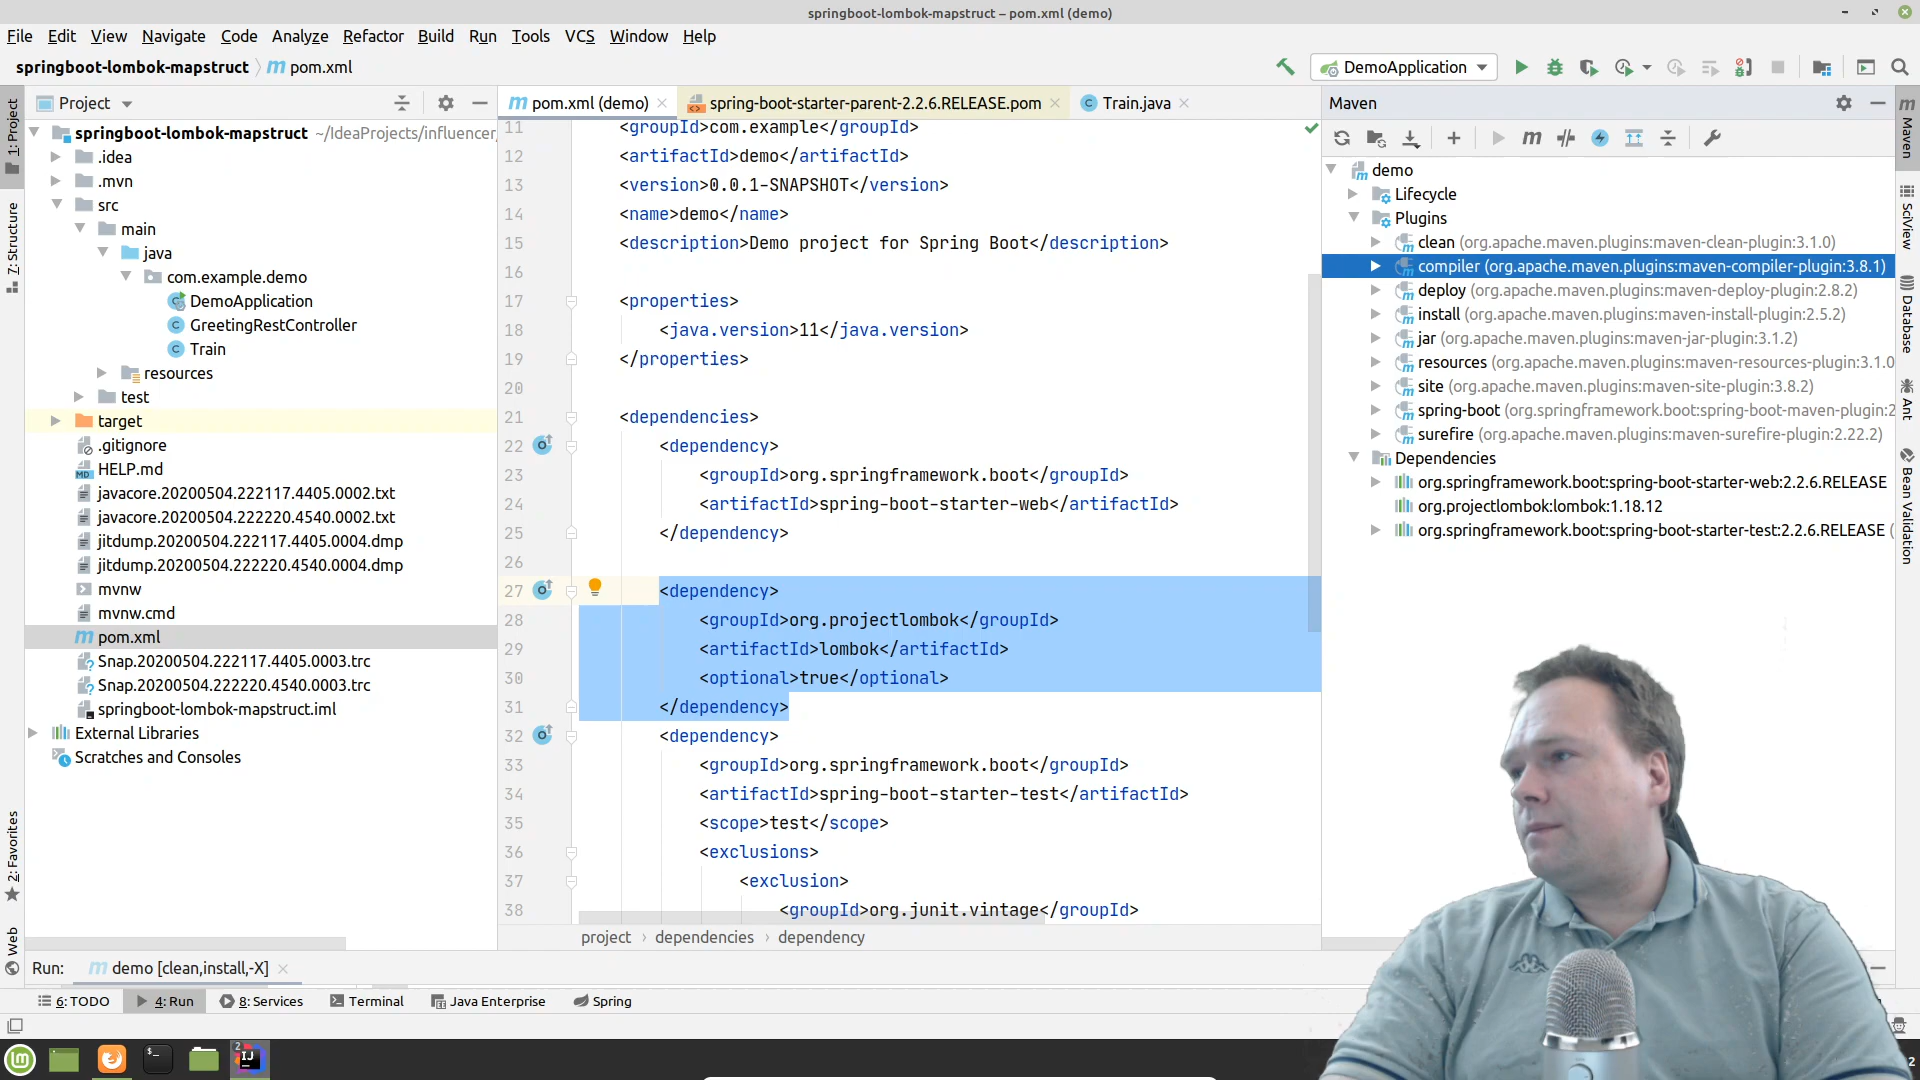 springboot-lombok-mapstruct – pom.xml (demo)
File Edit View Navigate Code Analyze Refactor Build Run Tools VCS Window Help
springboot-lombok-mapstruct
m pom.xml
DemoApplication
1: Project
7: Structure
2: Favorites
Web
Project
springboot-lombok-mapstruct ~/IdeaProjects/influencer
.idea
.mvn
src
main
java
com.example.demo
DemoApplication
GreetingRestController
Train
resources
test
target
.gitignore
HELP.md
javacore.20200504.222117.4405.0002.txt
javacore.20200504.222220.4540.0002.txt
jitdump.20200504.222117.4405.0004.dmp
jitdump.20200504.222220.4540.0004.dmp
mvnw
mvnw.cmd
pom.xml
Snap.20200504.222117.4405.0003.trc
Snap.20200504.222220.4540.0003.trc
springboot-lombok-mapstruct.iml
External Libraries
Scratches and Consoles
pom.xml (demo)
spring-boot-starter-parent-2.2.6.RELEASE.pom
Train.java
11 <groupId>com.example</groupId>
12 <artifactId>demo</artifactId>
13 <version>0.0.1-SNAPSHOT</version>
14 <name>demo</name>
15 <description>Demo project for Spring Boot</description>
16
17 <properties>
18 <java.version>11</java.version>
19 </properties>
20
21 <dependencies>
22 <dependency>
23 <groupId>org.springframework.boot</groupId>
24 <artifactId>spring-boot-starter-web</artifactId>
25 </dependency>
26
27 <dependency>
28 <groupId>org.projectlombok</groupId>
29 <artifactId>lombok</artifactId>
30 <optional>true</optional>
31 </dependency>
32 <dependency>
33 <groupId>org.springframework.boot</groupId>
34 <artifactId>spring-boot-starter-test</artifactId>
35 <scope>test</scope>
36 <exclusions>
37 <exclusion>
38 <groupId>org.junit.vintage</groupId>
project › dependencies › dependency
Maven
demo
Lifecycle
Plugins
clean (org.apache.maven.plugins:maven-clean-plugin:3.1.0)
compiler (org.apache.maven.plugins:maven-compiler-plugin:3.8.1)
deploy (org.apache.maven.plugins:maven-deploy-plugin:2.8.2)
install (org.apache.maven.plugins:maven-install-plugin:2.5.2)
jar (org.apache.maven.plugins:maven-jar-plugin:3.1.2)
resources (org.apache.maven.plugins:maven-resources-plugin:3.1.0
site (org.apache.maven.plugins:maven-site-plugin:3.8.2)
spring-boot (org.springframework.boot:spring-boot-maven-plugin:2
surefire (org.apache.maven.plugins:maven-surefire-plugin:2.22.2)
Dependencies
org.springframework.boot:spring-boot-starter-web:2.2.6.RELEASE
org.projectlombok:lombok:1.18.12
org.springframework.boot:spring-boot-starter-test:2.2.6.RELEASE (
Maven
SciView
Database
Ant
Bean Validation
Run: demo [clean,install,-X]
6: TODO 4: Run 8: Services Terminal Java Enterprise Spring
2
IJ
2